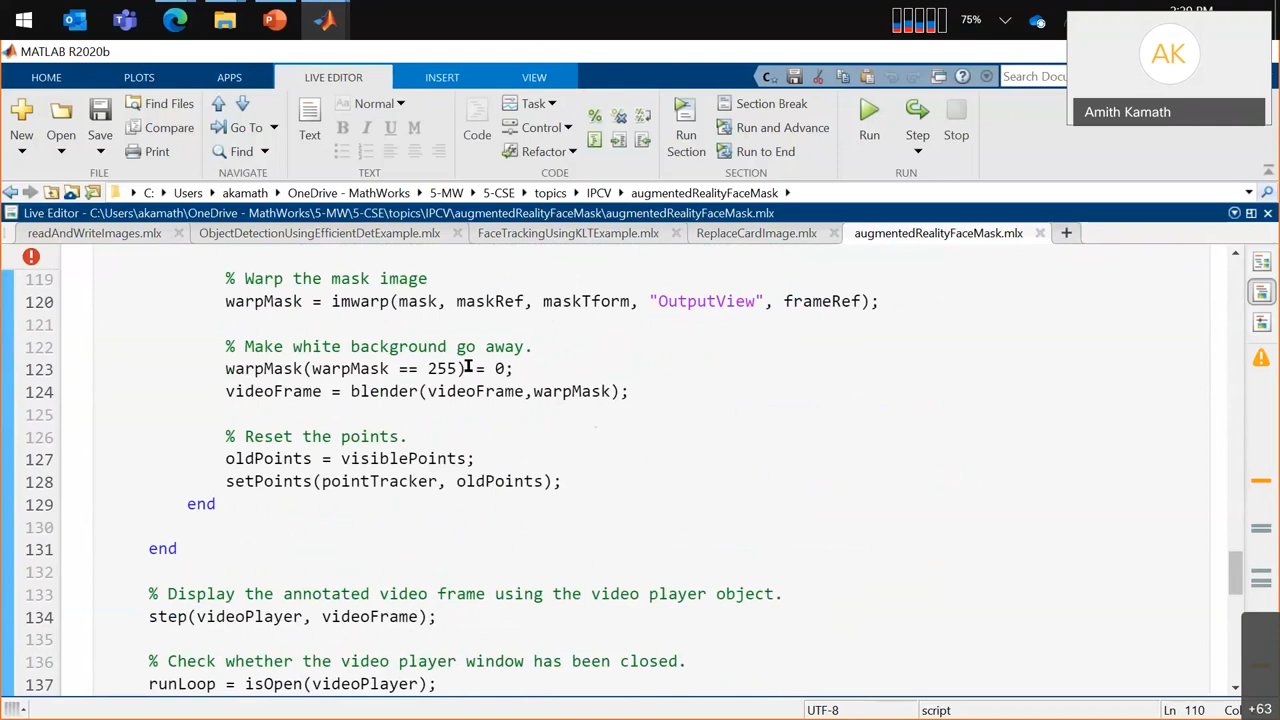 75%
AK
Amith Kamath
MATLAB R2020b
HOME PLOTS APPS LIVE EDITOR INSERT VIEW Search Docu
New Open Save Find Files Compare Print Go To Find Text Normal B I U M Code Task Control Refactor Run Section Section Break Run and Advance Run to End Run Step Stop
FILE NAVIGATE TEXT CODE SECTION RUN
C: Users akamath OneDrive - MathWorks 5-MW 5-CSE topics IPCV augmentedRealityFaceMask
Live Editor - C:\Users\akamath\OneDrive - MathWorks\5-MW\5-CSE\topics\IPCV\augmentedRealityFaceMask\augmentedRealityFaceMask.mlx
readAndWriteImages.mlx ObjectDetectionUsingEfficientDetExample.mlx FaceTrackingUsingKLTExample.mlx ReplaceCardImage.mlx augmentedRealityFaceMask.mlx
119 % Warp the mask image
120 warpMask = imwarp(mask, maskRef, maskTform, "OutputView", frameRef);
121
122 % Make white background go away.
123 warpMask(warpMask == 255) = 0;
124 videoFrame = blender(videoFrame,warpMask);
125
126 % Reset the points.
127 oldPoints = visiblePoints;
128 setPoints(pointTracker, oldPoints);
129 end
130
131 end
132
133 % Display the annotated video frame using the video player object.
134 step(videoPlayer, videoFrame);
135
136 % Check whether the video player window has been closed.
137 runLoop = isOpen(videoPlayer);
UTF-8 script Ln 110 Co
+63